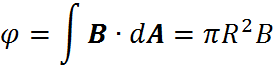 φ = ∫ B · dA = πR²B